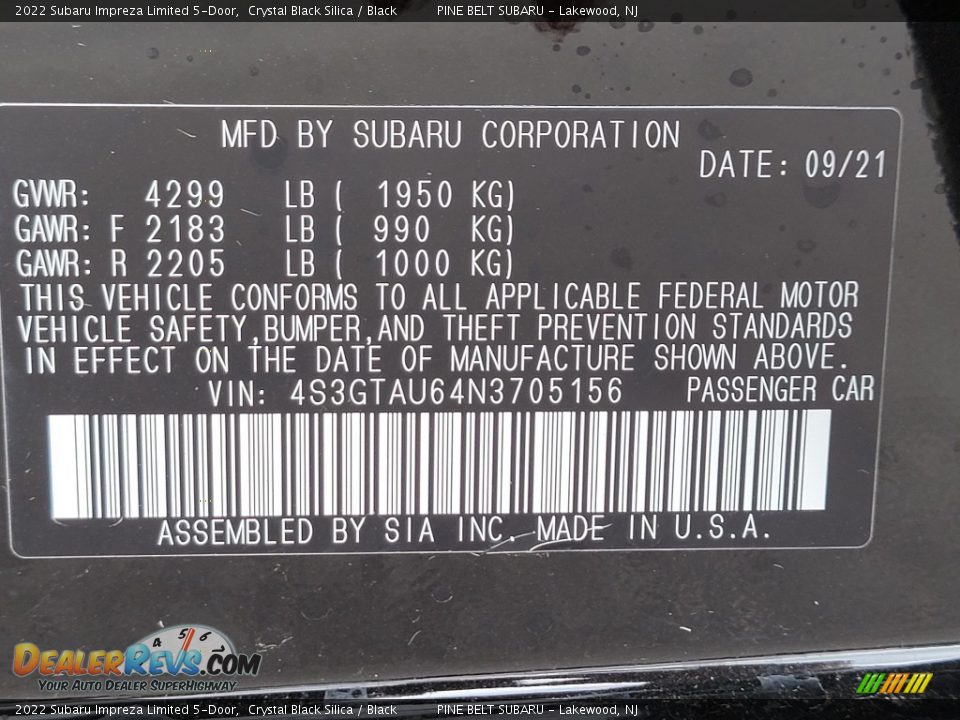 2022 Subaru Impreza Limited 5-Door, Crystal Black Silica / Black PINE BELT SUBARU - Lakewood, NJ
MFD BY SUBARU CORPORATION
DATE: 09/21
GVWR: 4299 LB ( 1950 KG)
GAWR: F 2183 LB ( 990 KG)
GAWR: R 2205 LB ( 1000 KG)
THIS VEHICLE CONFORMS TO ALL APPLICABLE FEDERAL MOTOR
VEHICLE SAFETY,BUMPER,AND THEFT PREVENTION STANDARDS
IN EFFECT ON THE DATE OF MANUFACTURE SHOWN ABOVE.
VIN: 4S3GTAU64N3705156 PASSENGER CAR
ASSEMBLED BY SIA INC. MADE IN U.S.A.
4 5 6 7
DealerRevs.com
Your Auto Dealer SuperHighway
2022 Subaru Impreza Limited 5-Door, Crystal Black Silica / Black PINE BELT SUBARU - Lakewood, NJ